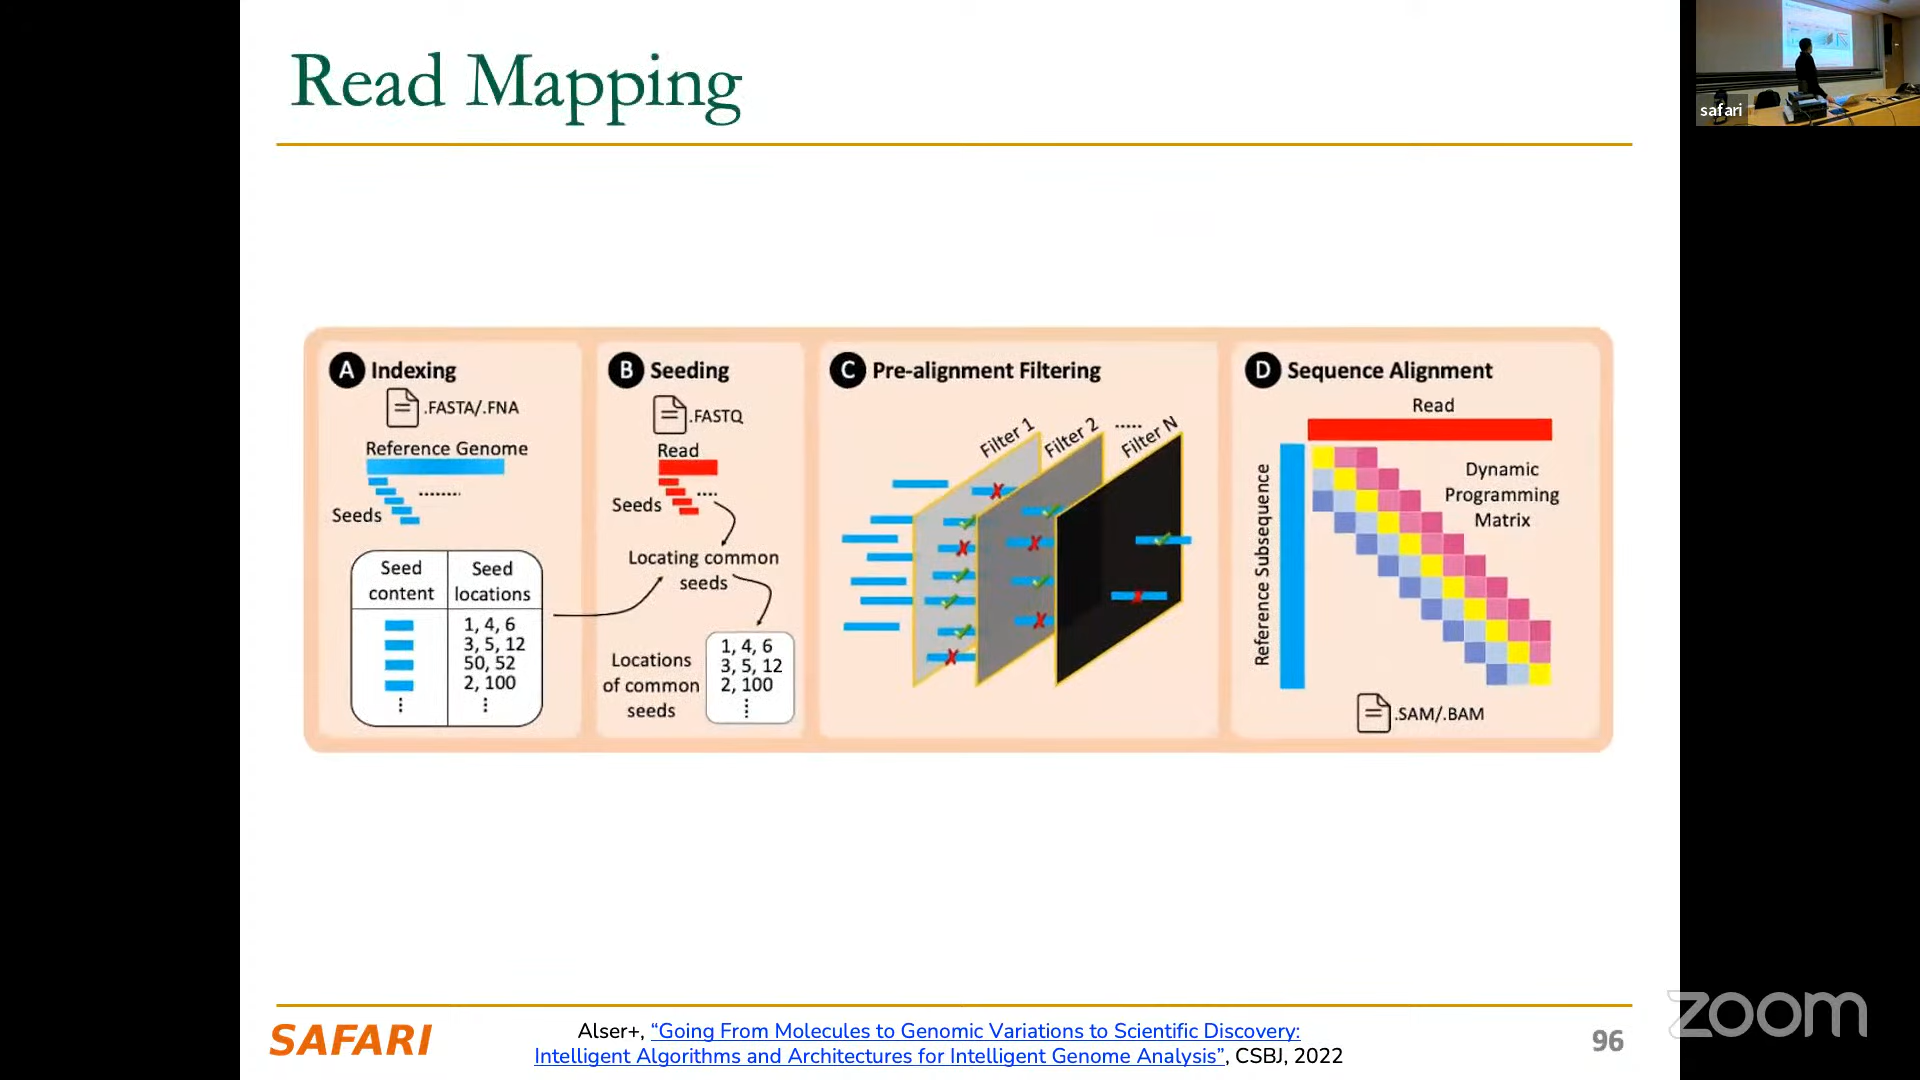 Read Mapping
safari
A Indexing
.FASTA/.FNA
Reference Genome
Seeds
Seed content
Seed locations
1, 4, 6
3, 5, 12
50, 52
2, 100
B Seeding
.FASTQ
Read
Seeds
Locating common
seeds
Locations
of common
seeds
1, 4, 6
3, 5, 12
2, 100
C Pre-alignment Filtering
Filter 1
Filter 2
Filter N
D Sequence Alignment
Read
Reference Subsequence
Dynamic
Programming
Matrix
.SAM/.BAM
SAFARI
Alser+, “Going From Molecules to Genomic Variations to Scientific Discovery:
Intelligent Algorithms and Architectures for Intelligent Genome Analysis”, CSBJ, 2022
96
zoom